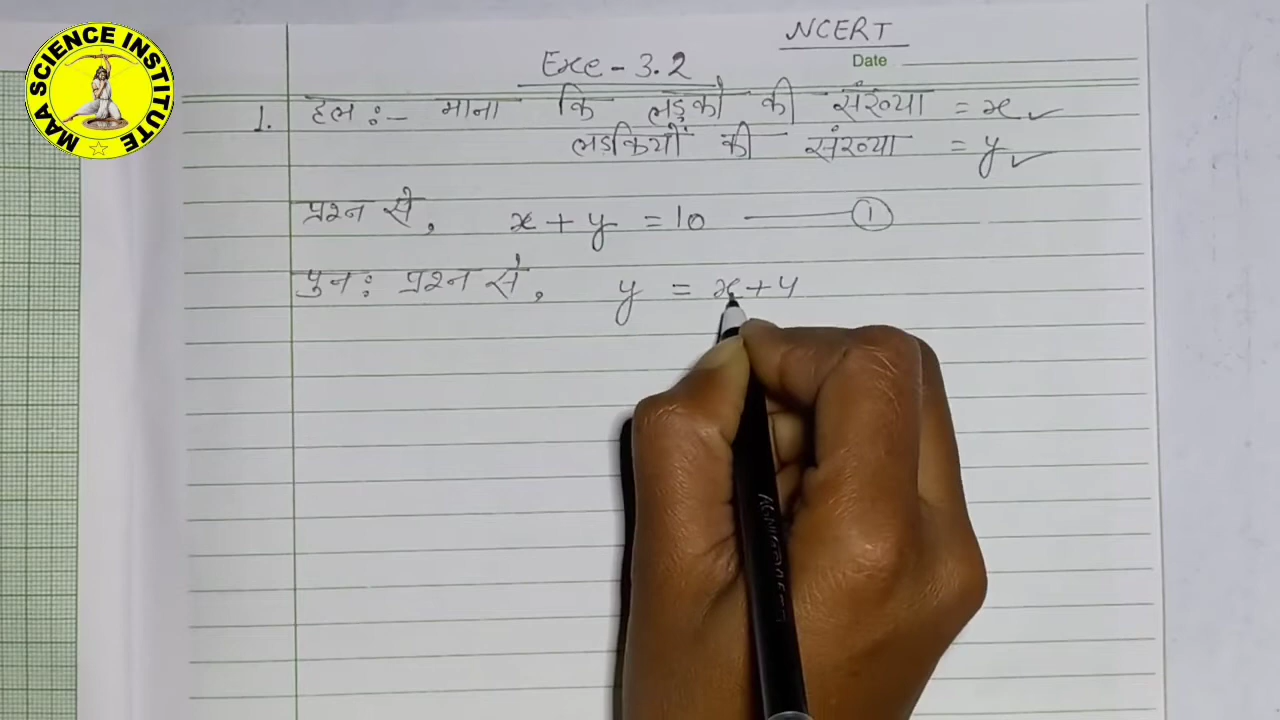 MAA SCIENCE INSTITUTE
NCERT
Exe - 3.2
Date
1. हल :- माना कि लड़को की संख्या = x ✓
लड़कियों की संख्या = y ✓
प्रश्न से, x + y = 10 —— ①
पुनः प्रश्न से, y = x + 4